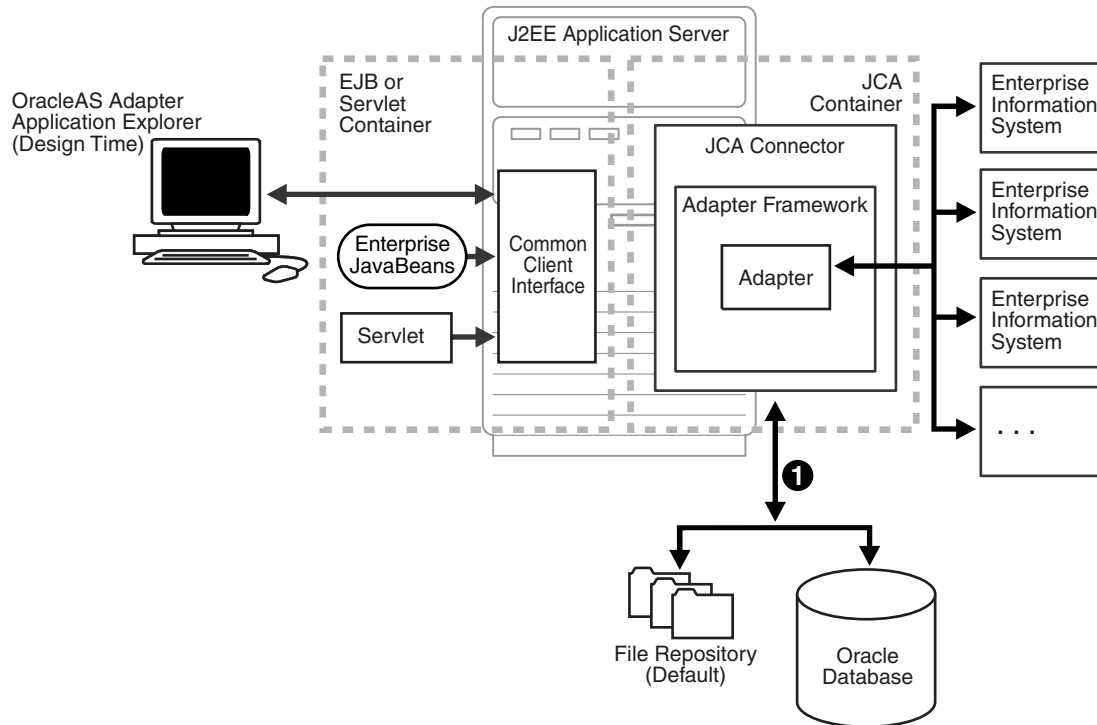 J2EE Application Server
EJB or
Servlet
Container
JCA
Container
OracleAS Adapter
Application Explorer
(Design Time)
JCA Connector
Adapter Framework
Adapter
Enterprise
JavaBeans
Common
Client
Interface
Servlet
Enterprise
Information
System
Enterprise
Information
System
Enterprise
Information
System
. . .
1
File Repository
(Default)
Oracle
Database